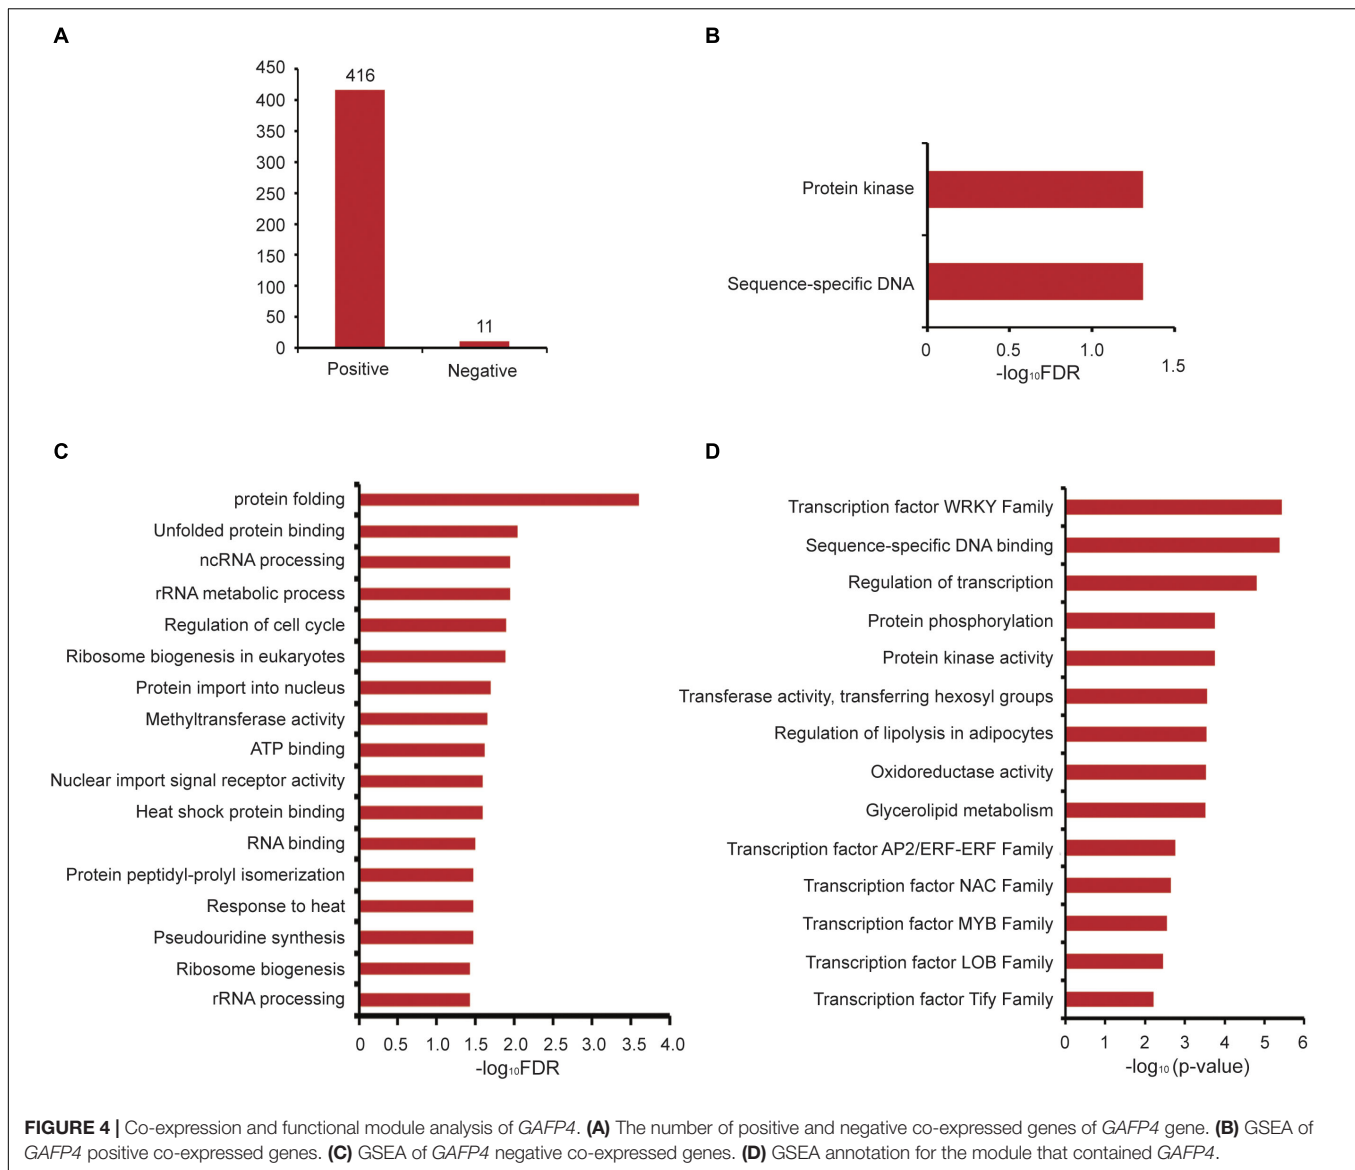 A
450
400
350
300
250
200
150
100
50
0
416
11
Positive
Negative
B
Protein kinase
Sequence-specific DNA
0
0.5
1.0
1.5
-log₁₀FDR
C
protein folding
Unfolded protein binding
ncRNA processing
rRNA metabolic process
Regulation of cell cycle
Ribosome biogenesis in eukaryotes
Protein import into nucleus
Methyltransferase activity
ATP binding
Nuclear import signal receptor activity
Heat shock protein binding
RNA binding
Protein peptidyl-prolyl isomerization
Response to heat
Pseudouridine synthesis
Ribosome biogenesis
rRNA processing
0 0.5 1.0 1.5 2.0 2.5 3.0 3.5 4.0
-log₁₀FDR
D
Transcription factor WRKY Family
Sequence-specific DNA binding
Regulation of transcription
Protein phosphorylation
Protein kinase activity
Transferase activity, transferring hexosyl groups
Regulation of lipolysis in adipocytes
Oxidoreductase activity
Glycerolipid metabolism
Transcription factor AP2/ERF-ERF Family
Transcription factor NAC Family
Transcription factor MYB Family
Transcription factor LOB Family
Transcription factor Tify Family
0 1 2 3 4 5 6
-log₁₀ (p-value)
FIGURE 4 | Co-expression and functional module analysis of GAFP4. (A) The number of positive and negative co-expressed genes of GAFP4 gene. (B) GSEA of
GAFP4 positive co-expressed genes. (C) GSEA of GAFP4 negative co-expressed genes. (D) GSEA annotation for the module that contained GAFP4.